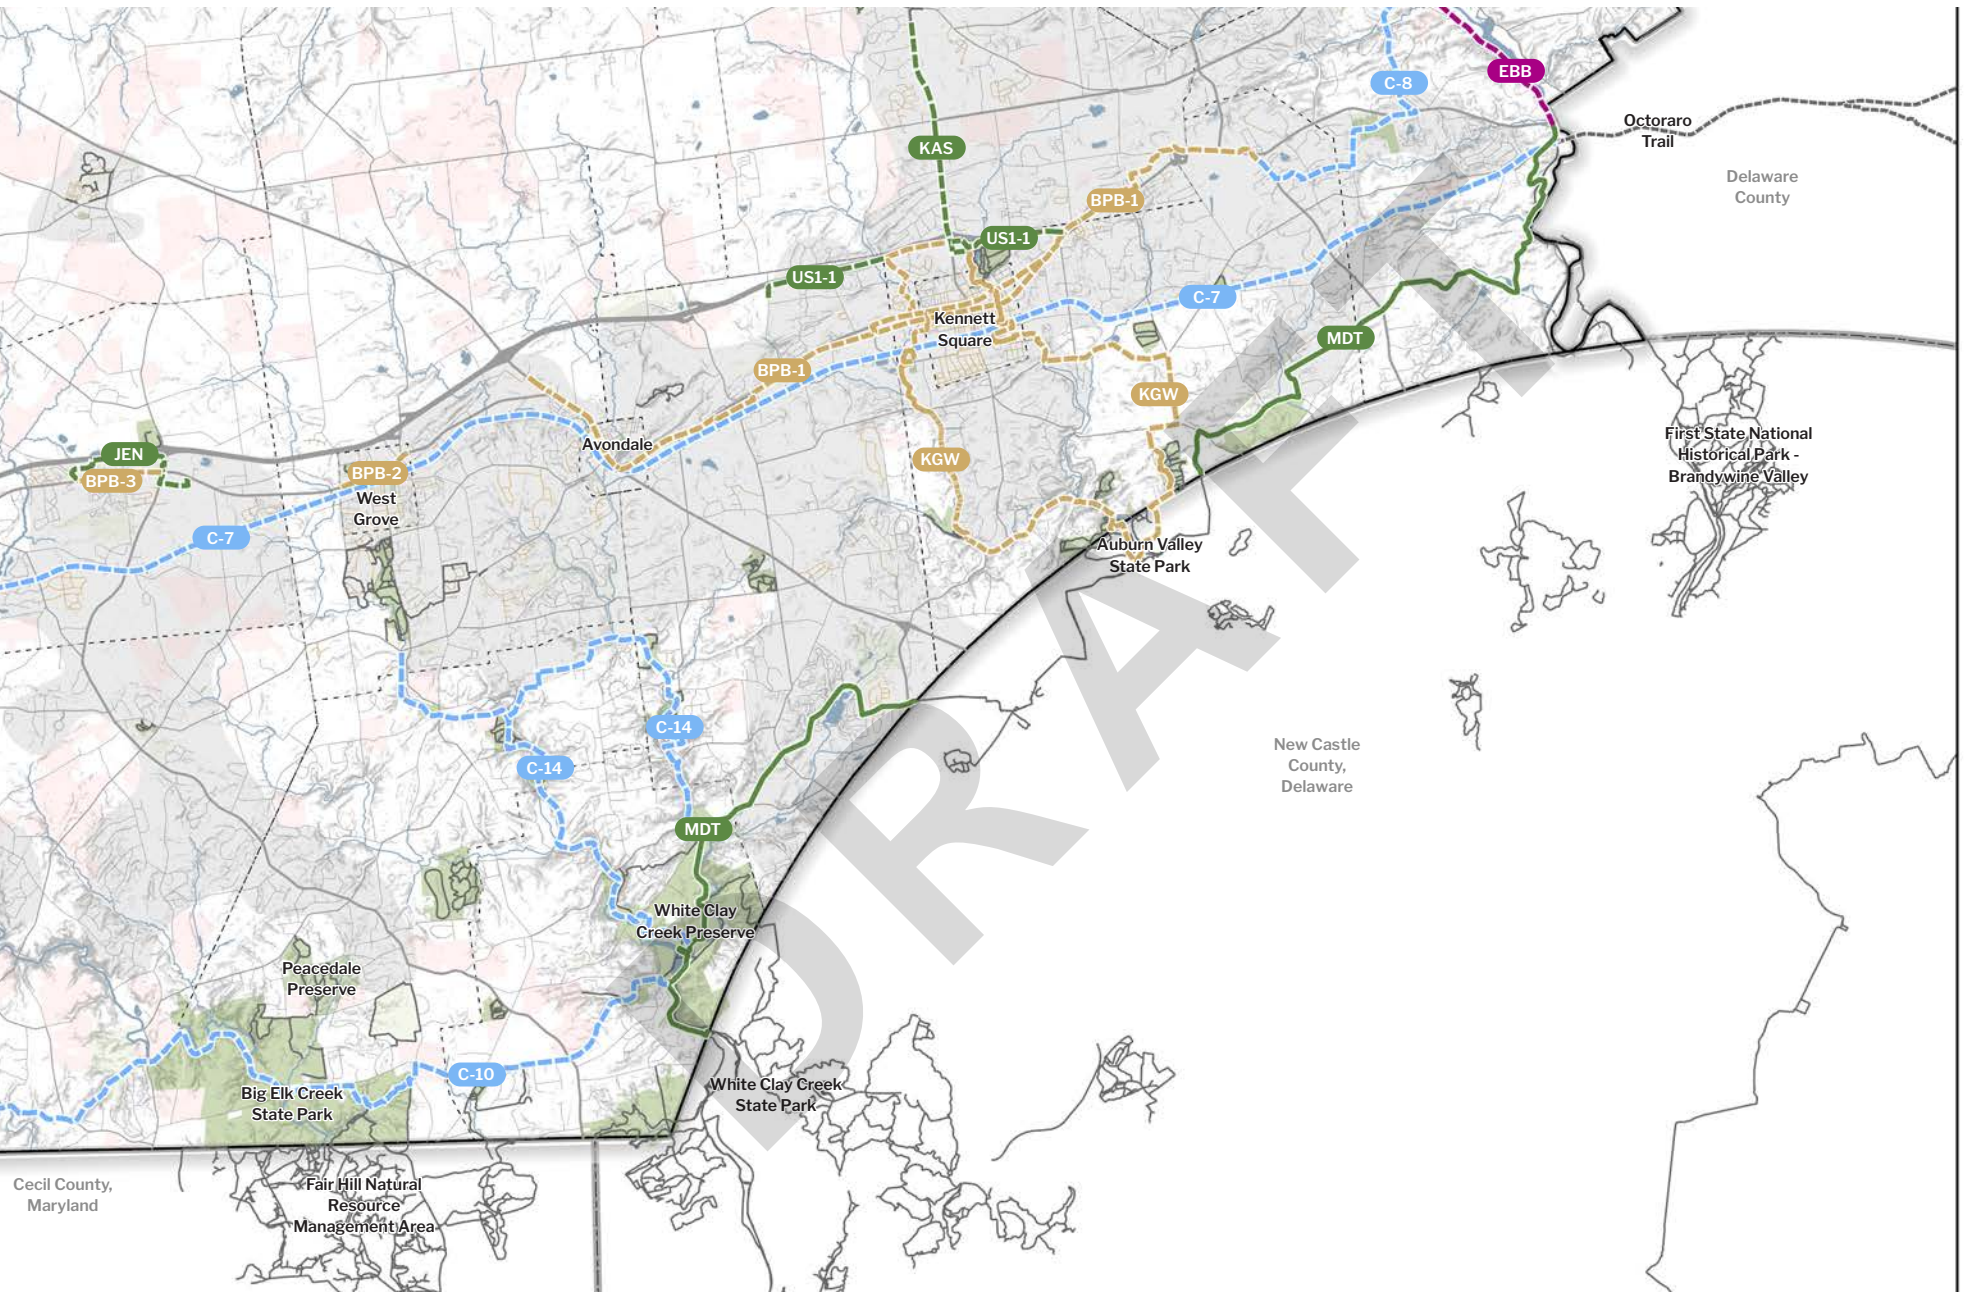 EBB
C-8
Octoraro
Trail
KAS
Delaware
County
BPB-1
US1-1
US1-1
C-7
Kennett
Square
MDT
BPB-1
KGW
First State National
Historical Park -
Brandywine Valley
Avondale
JEN
KGW
BPB-3
BPB-2
West
Grove
C-7
Auburn Valley
State Park
C-14
New Castle
County,
Delaware
C-14
MDT
White Clay
Creek Preserve
Peacedale
Preserve
C-10
Big Elk Creek
State Park
White Clay Creek
State Park
Cecil County,
Maryland
Fair Hill Natural
Resource
Management Area
DRAFT